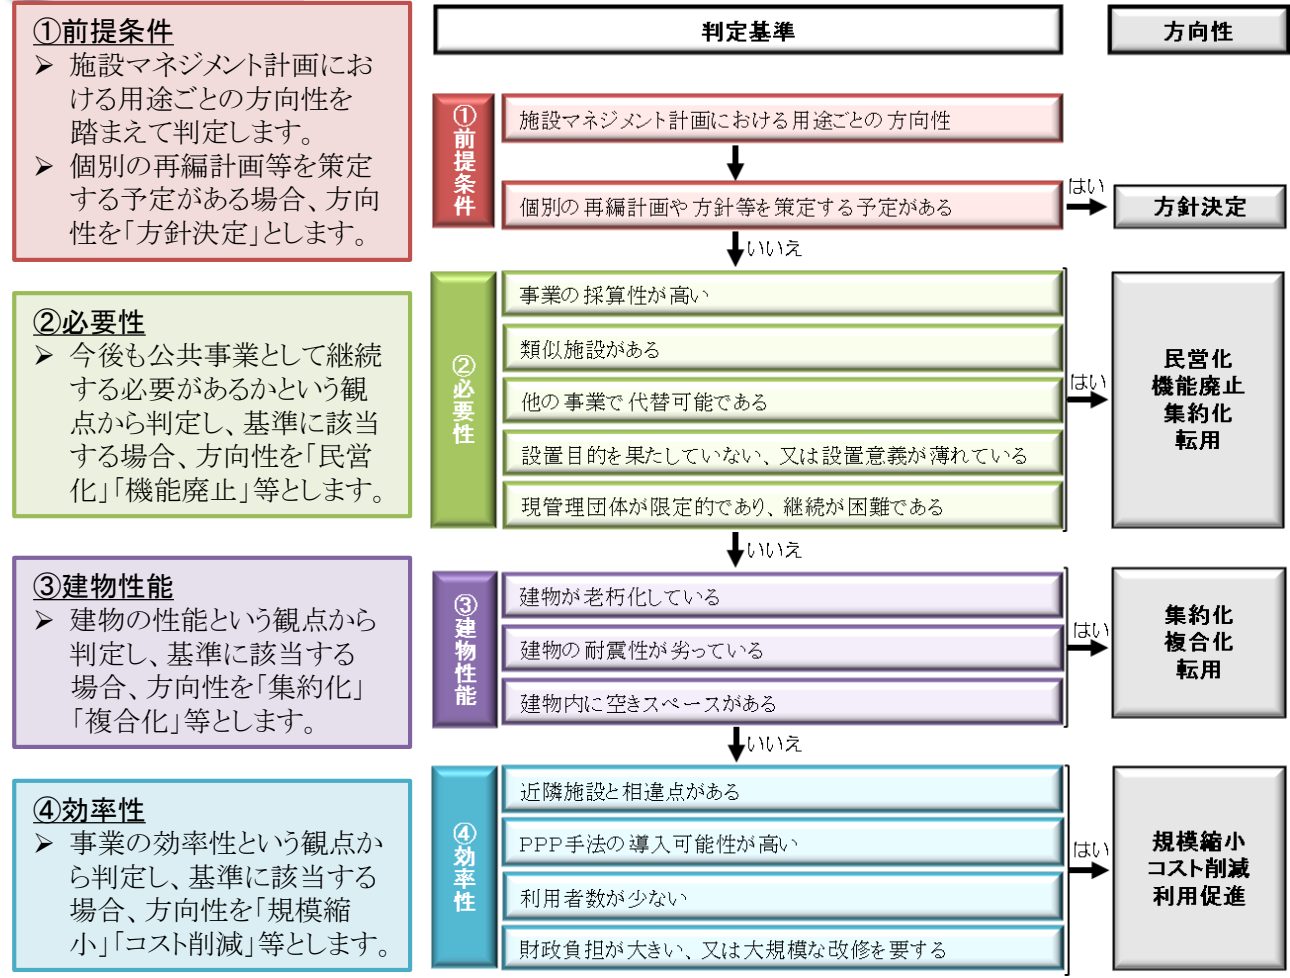 ①前提条件
➢ 施設マネジメント計画にお
ける用途ごとの方向性を
踏まえて判定します。
➢ 個別の再編計画等を策定
する予定がある場合、方向
性を「方針決定」とします。
②必要性
➢ 今後も公共事業として継続
する必要があるかという観
点から判定し、基準に該当
する場合、方向性を「民営
化」「機能廃止」等とします。
③建物性能
➢ 建物の性能という観点から
判定し、基準に該当する
場合、方向性を「集約化」
「複合化」等とします。
④効率性
➢ 事業の効率性という観点か
ら判定し、基準に該当する
場合、方向性を「規模縮
小」「コスト削減」等とします。
判定基準
方向性
①前提条件
施設マネジメント計画における用途ごとの方向性
個別の再編計画や方針等を策定する予定がある
はい
方針決定
いいえ
②必要性
事業の採算性が高い
類似施設がある
他の事業で代替可能である
設置目的を果たしていない、又は設置意義が薄れている
現管理団体が限定的であり、継続が困難である
はい
民営化
機能廃止
集約化
転用
いいえ
③建物性能
建物が老朽化している
建物の耐震性が劣っている
建物内に空きスペースがある
はい
集約化
複合化
転用
いいえ
④効率性
近隣施設と相違点がある
PPP手法の導入可能性が高い
利用者数が少ない
財政負担が大きい、又は大規模な改修を要する
はい
規模縮小
コスト削減
利用促進